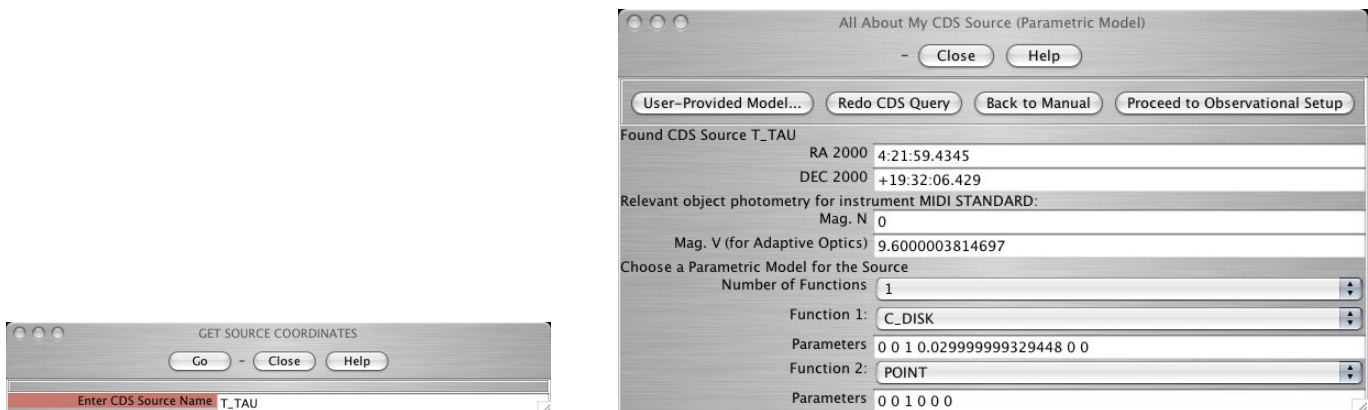 GET SOURCE COORDINATES
Go - Close Help
Enter CDS Source Name T_TAU
All About My CDS Source (Parametric Model)
- Close Help
User-Provided Model... Redo CDS Query Back to Manual Proceed to Observational Setup
Found CDS Source T_TAU
RA 2000 4:21:59.4345
DEC 2000 +19:32:06.429
Relevant object photometry for instrument MIDI STANDARD:
Mag. N 0
Mag. V (for Adaptive Optics) 9.6000003814697
Choose a Parametric Model for the Source
Number of Functions 1
Function 1: C_DISK
Parameters 0 0 1 0.029999999329448 0 0
Function 2: POINT
Parameters 0 0 1 0 0 0